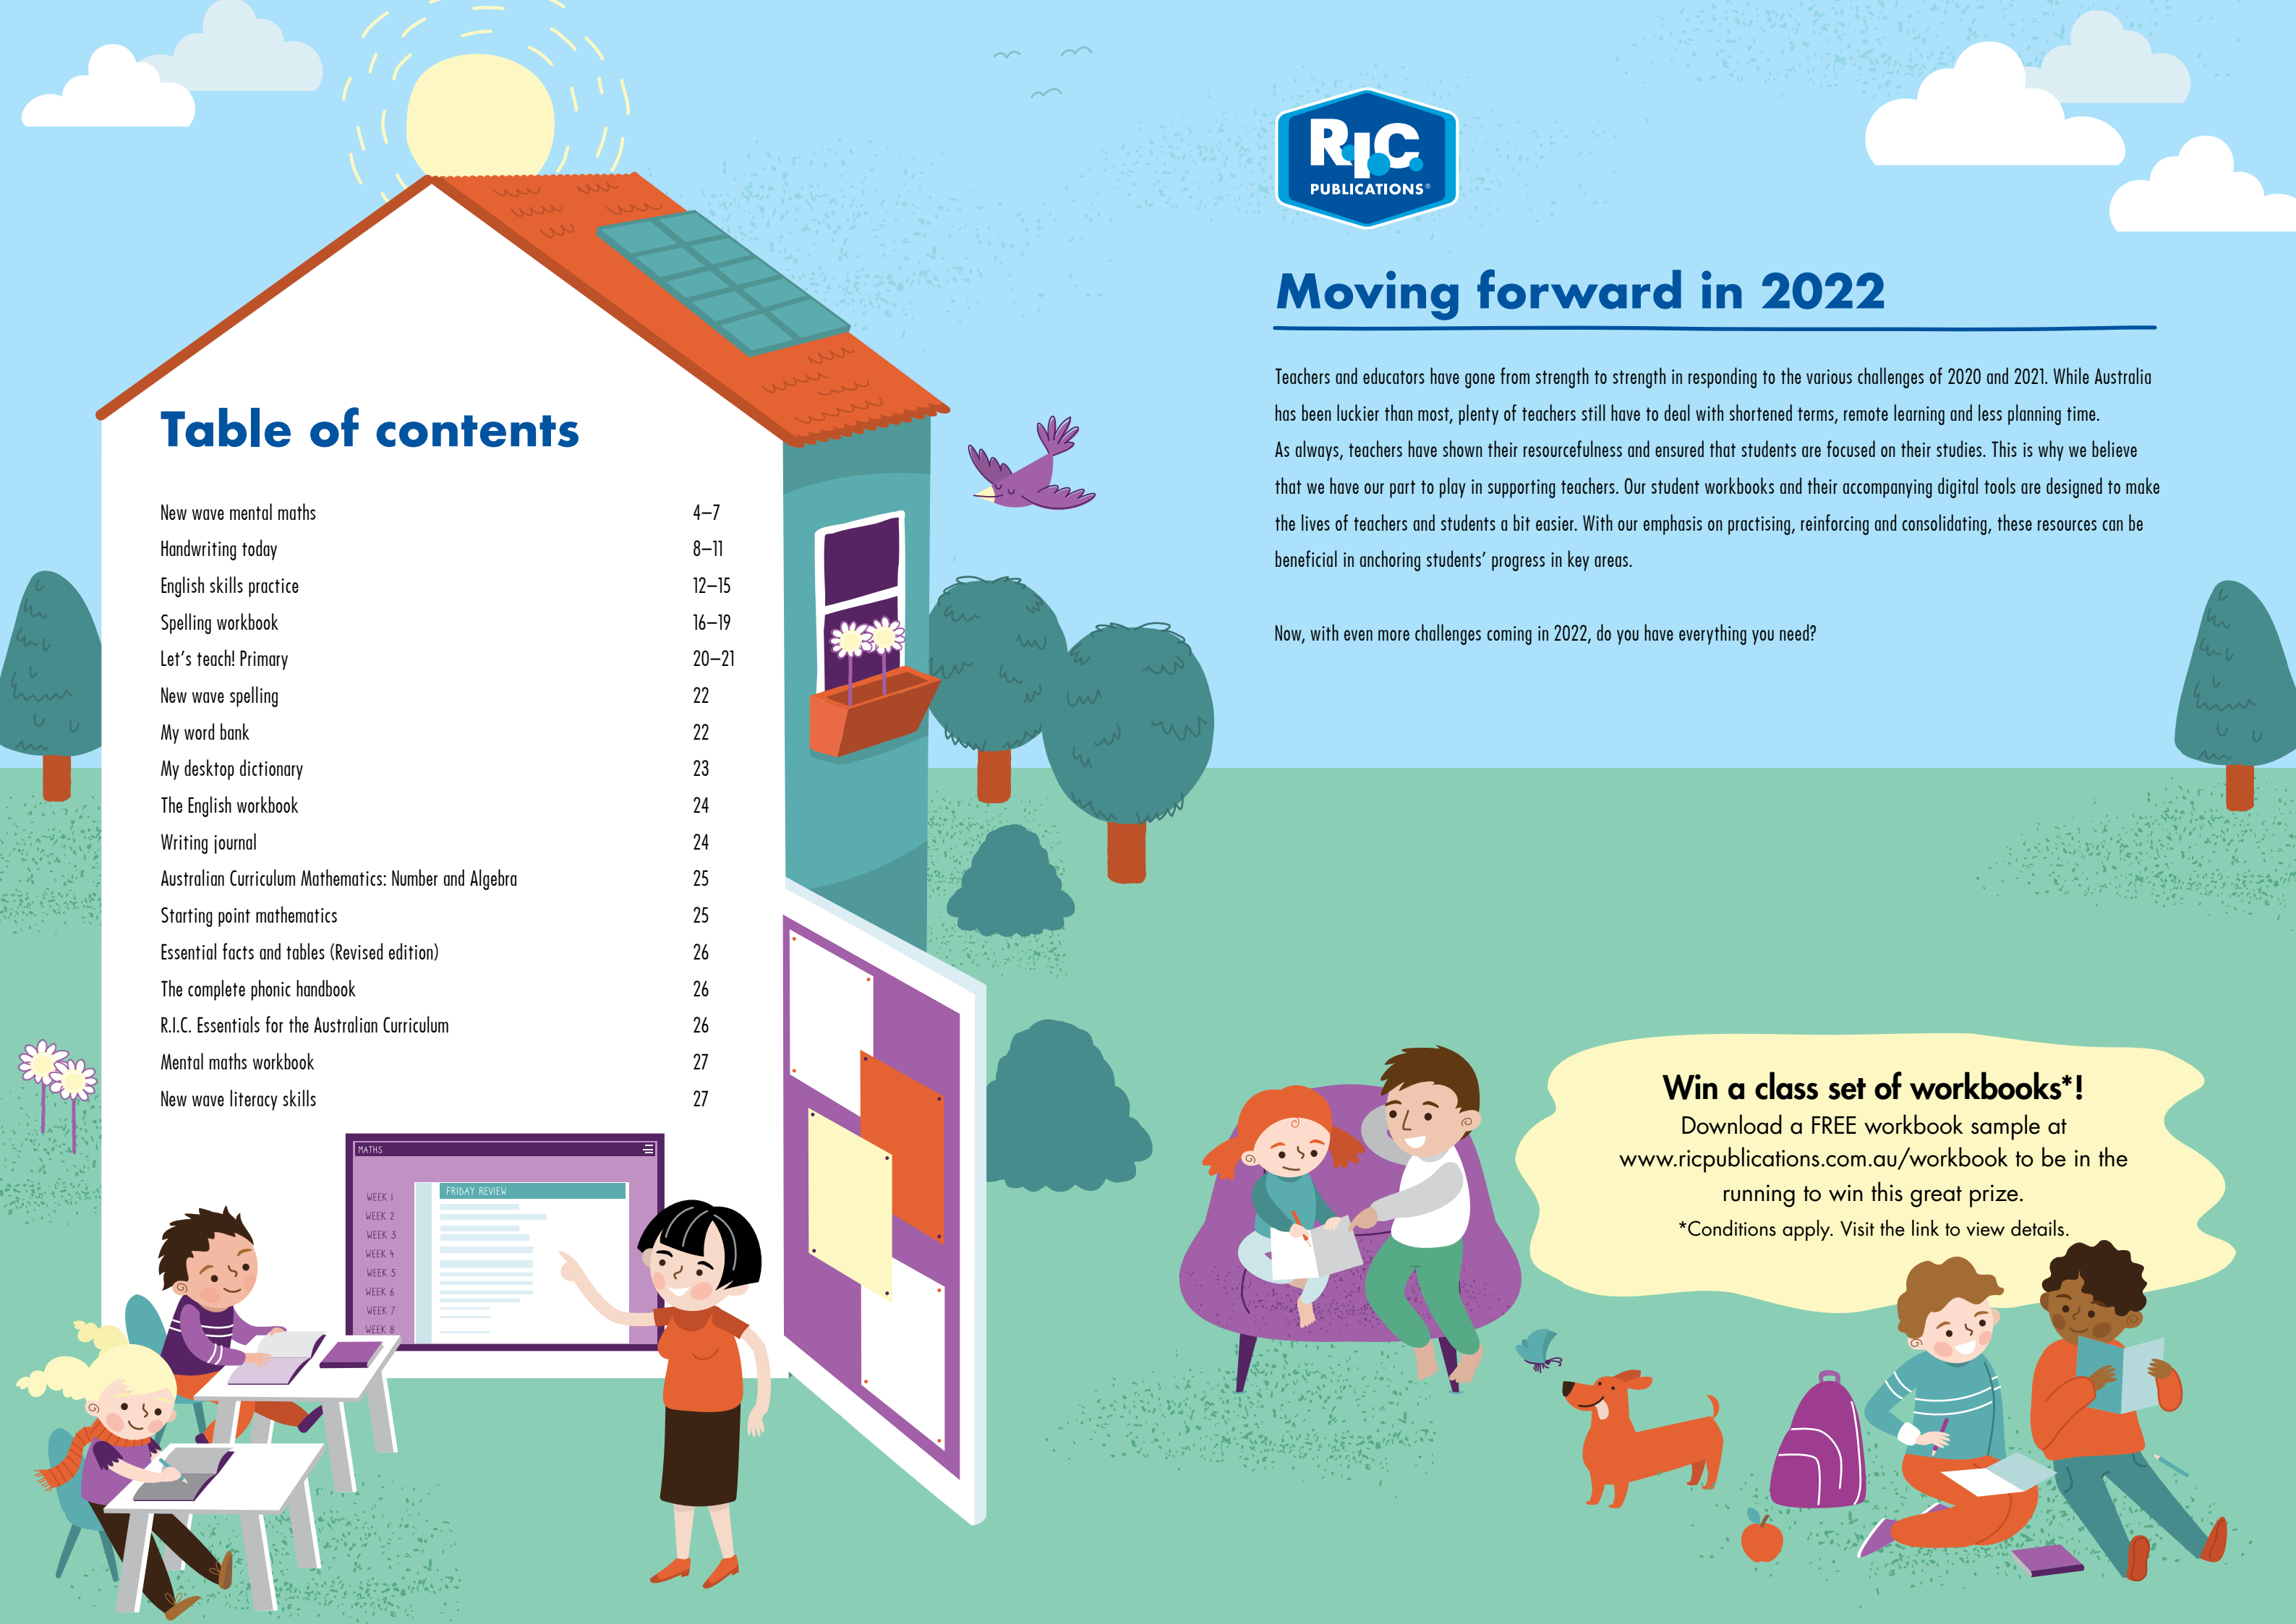 Table of contents
New wave mental maths 4–7
Handwriting today 8–11
English skills practice 12–15
Spelling workbook 16–19
Let's teach! Primary 20–21
New wave spelling 22
My word bank 22
My desktop dictionary 23
The English workbook 24
Writing journal 24
Australian Curriculum Mathematics: Number and Algebra 25
Starting point mathematics 25
Essential facts and tables (Revised edition) 26
The complete phonic handbook 26
R.I.C. Essentials for the Australian Curriculum 26
Mental maths workbook 27
New wave literacy skills 27
MATHS
FRIDAY REVIEW
WEEK 1
WEEK 2
WEEK 3
WEEK 4
WEEK 5
WEEK 6
WEEK 7
WEEK 8
R.I.C.
PUBLICATIONS®
Moving forward in 2022
Teachers and educators have gone from strength to strength in responding to the various challenges of 2020 and 2021. While Australia
has been luckier than most, plenty of teachers still have to deal with shortened terms, remote learning and less planning time.
As always, teachers have shown their resourcefulness and ensured that students are focused on their studies. This is why we believe
that we have our part to play in supporting teachers. Our student workbooks and their accompanying digital tools are designed to make
the lives of teachers and students a bit easier. With our emphasis on practising, reinforcing and consolidating, these resources can be
beneficial in anchoring students' progress in key areas.
Now, with even more challenges coming in 2022, do you have everything you need?
Win a class set of workbooks*!
Download a FREE workbook sample at
www.ricpublications.com.au/workbook to be in the
running to win this great prize.
*Conditions apply. Visit the link to view details.